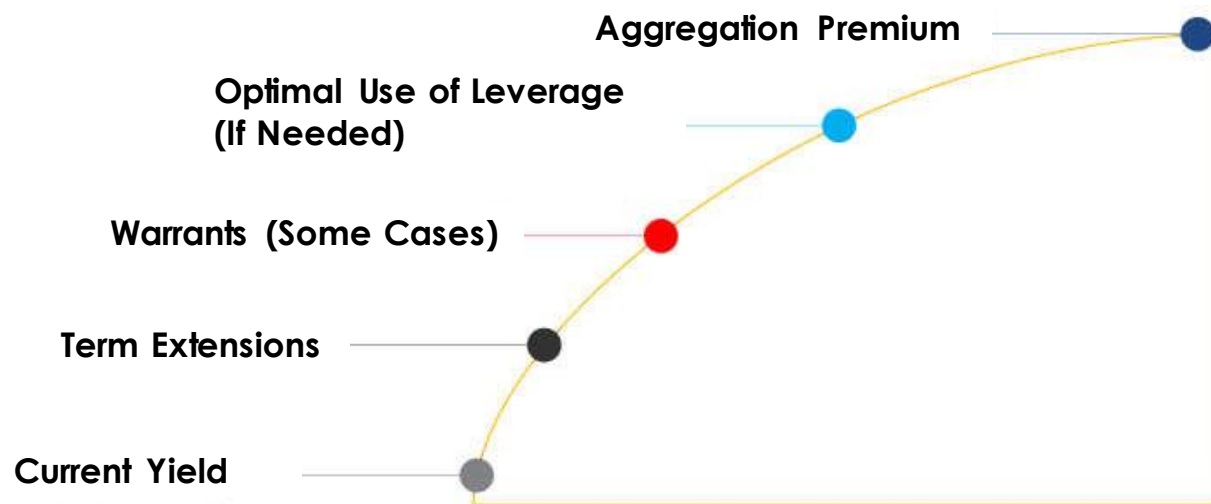 Aggregation Premium
Optimal Use of Leverage
(If Needed)
Warrants (Some Cases)
Term Extensions
Current Yield